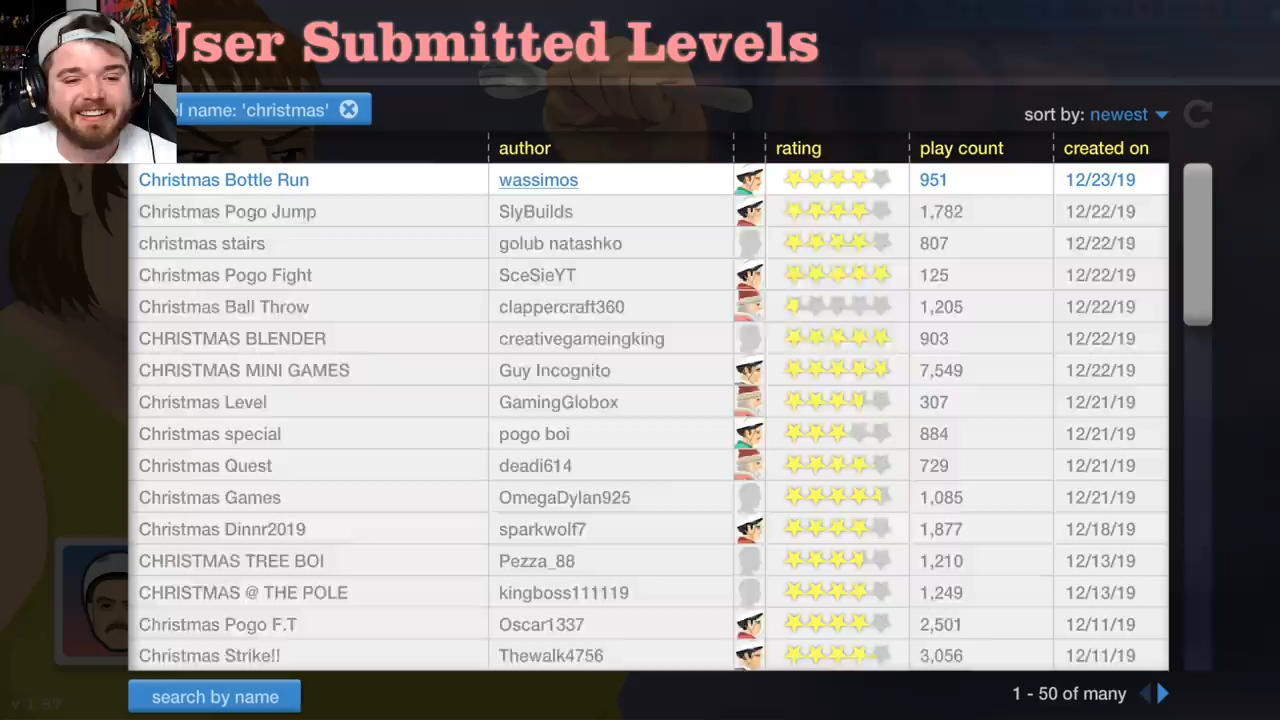 User Submitted Levels
el name: 'christmas'
sort by: newest
author rating play count created on
Christmas Bottle Run wassimos 951 12/23/19
Christmas Pogo Jump SlyBuilds 1,782 12/22/19
christmas stairs golub natashko 807 12/22/19
Christmas Pogo Fight SceSieYT 125 12/22/19
Christmas Ball Throw clappercraft360 1,205 12/22/19
CHRISTMAS BLENDER creativegameingking 903 12/22/19
CHRISTMAS MINI GAMES Guy Incognito 7,549 12/22/19
Christmas Level GamingGlobox 307 12/21/19
Christmas special pogo boi 884 12/21/19
Christmas Quest deadi614 729 12/21/19
Christmas Games OmegaDylan925 1,085 12/21/19
Christmas Dinnr2019 sparkwolf7 1,877 12/18/19
CHRISTMAS TREE BOI Pezza_88 1,210 12/13/19
CHRISTMAS @ THE POLE kingboss111119 1,249 12/13/19
Christmas Pogo F.T Oscar1337 2,501 12/11/19
Christmas Strike!! Thewalk4756 3,056 12/11/19
search by name
1 - 50 of many
v 1.87